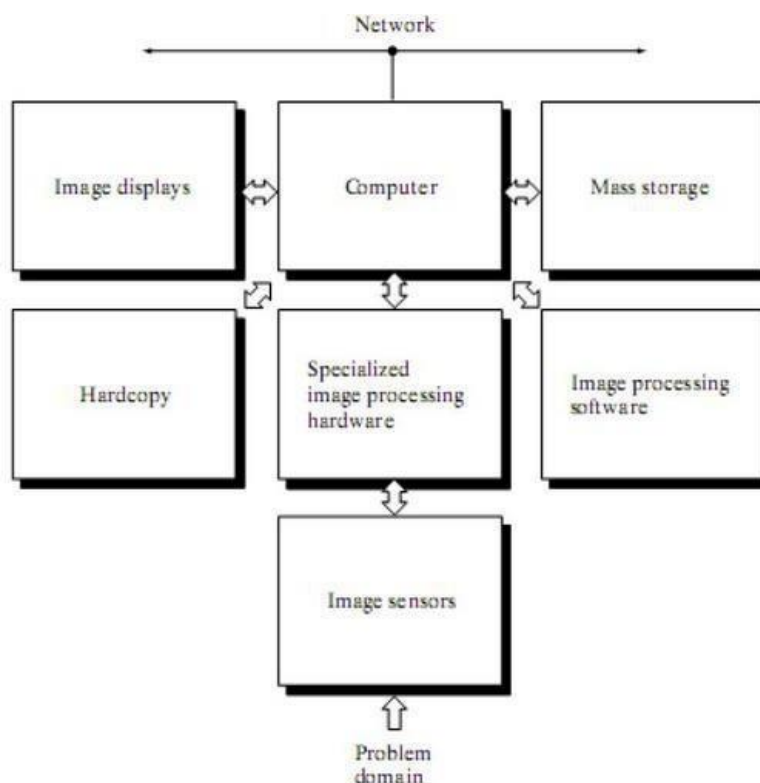 Network
Image displays
Computer
Mass storage
Hardcopy
Specialized
image processing
hardware
Image processing
software
Image sensors
Problem
domain